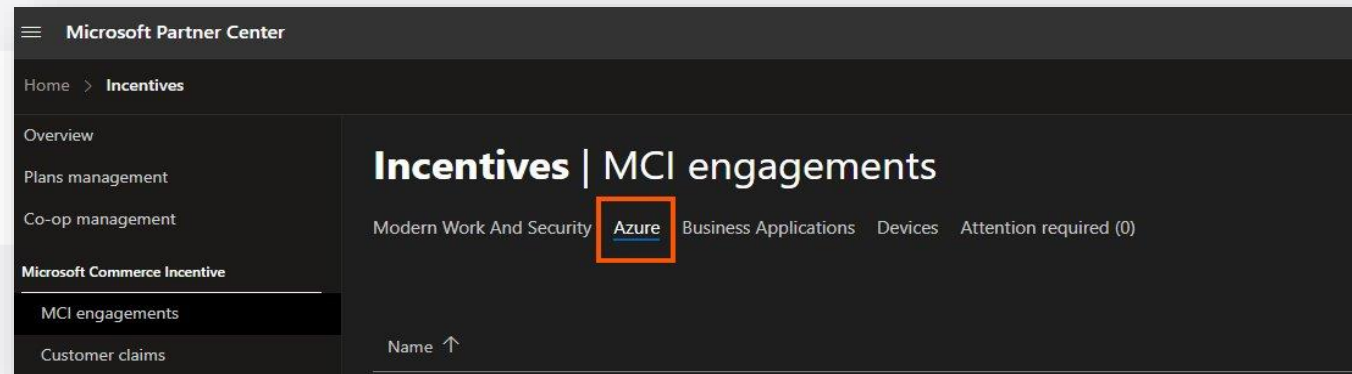 Microsoft Partner Center
Home > Incentives
Overview
Plans management
Co-op management
Microsoft Commerce Incentive
MCI engagements
Customer claims
Incentives | MCI engagements
Modern Work And Security Azure Business Applications Devices Attention required (0)
Name ↑